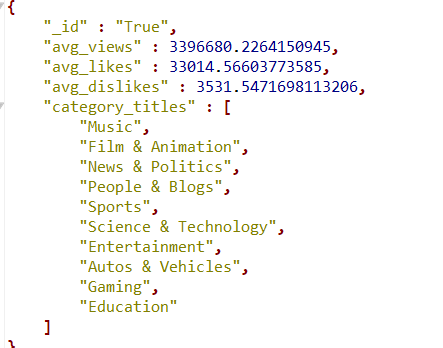 {
"_id" : "True",
"avg_views" : 3396680.2264150945,
"avg_likes" : 33014.56603773585,
"avg_dislikes" : 3531.5471698113206,
"category_titles" : [
"Music",
"Film & Animation",
"News & Politics",
"People & Blogs",
"Sports",
"Science & Technology",
"Entertainment",
"Autos & Vehicles",
"Gaming",
"Education"
]
}